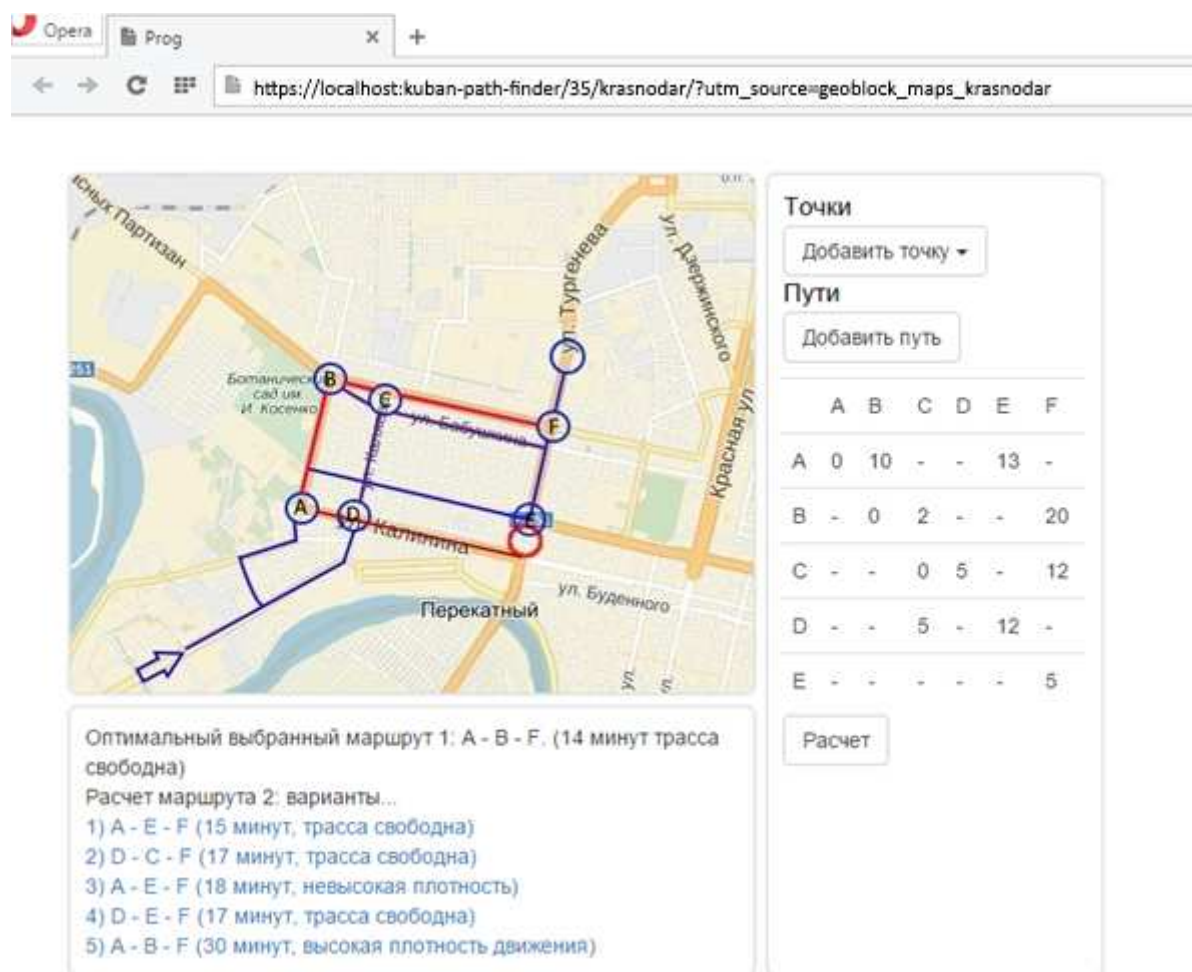 Opera
Prog
https://localhost:kuban-path-finder/35/krasnodar/?utm_source=geoblock_maps_krasnodar
Партизан
ул. Тургенева
ул. Дзержинского
Красная ул
Ботанический
сад им.
И. Косенко
B
C
ул. Бабушкина
F
A
D
Калинина
E
ул. Буденного
Перекатный
ул.
Точки
Добавить точку
Пути
Добавить путь
A B C D E F
A 0 10 - - 13 -
B - 0 2 - - 20
C - - 0 5 - 12
D - - 5 - 12 -
E - - - - - 5
Расчет
Оптимальный выбранный маршрут 1: A - B - F. (14 минут трасса
свободна)
Расчет маршрута 2: варианты...
1) A - E - F (15 минут, трасса свободна)
2) D - C - F (17 минут, трасса свободна)
3) A - E - F (18 минут, невысокая плотность)
4) D - E - F (17 минут, трасса свободна)
5) A - B - F (30 минут, высокая плотность движения)